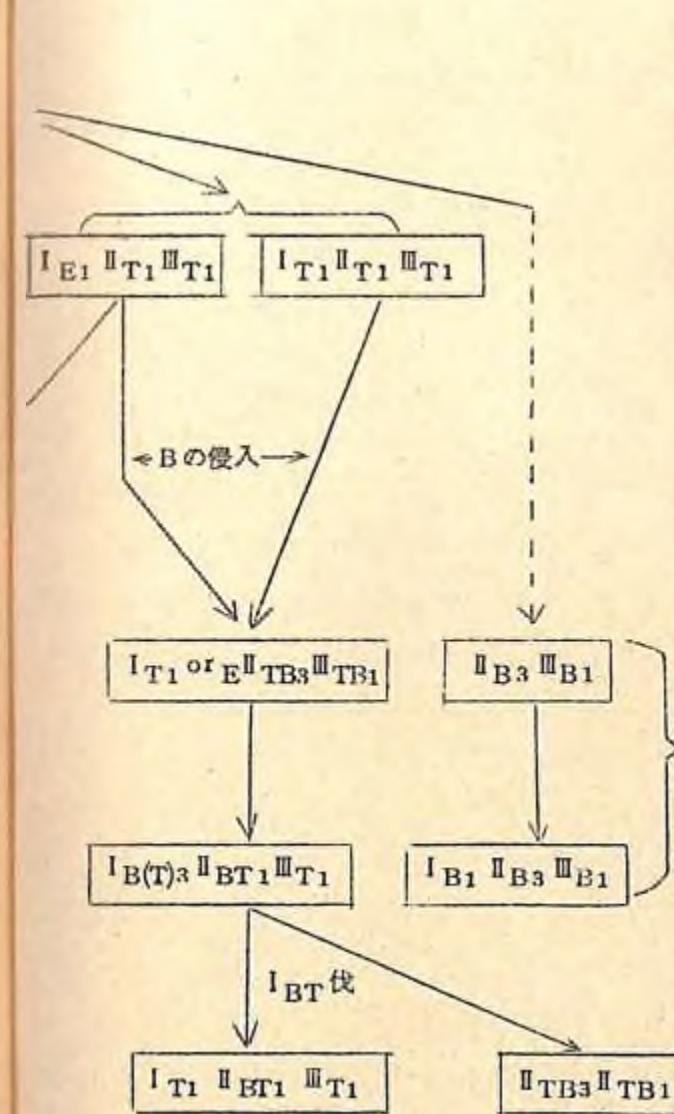 Ⅰ E1 Ⅱ T1 Ⅲ T1
Ⅰ T1 Ⅱ T1 Ⅲ T1
Bの侵入
Ⅰ T1 or E Ⅱ TB3 Ⅲ TB1
Ⅱ B3 Ⅲ B1
Ⅰ B(T)3 Ⅱ BT1 Ⅲ T1
Ⅰ B1 Ⅱ B3 Ⅲ B1
Ⅰ BT 伐
Ⅰ T1 Ⅱ BT1 Ⅲ T1
Ⅱ TB3 Ⅱ TB1